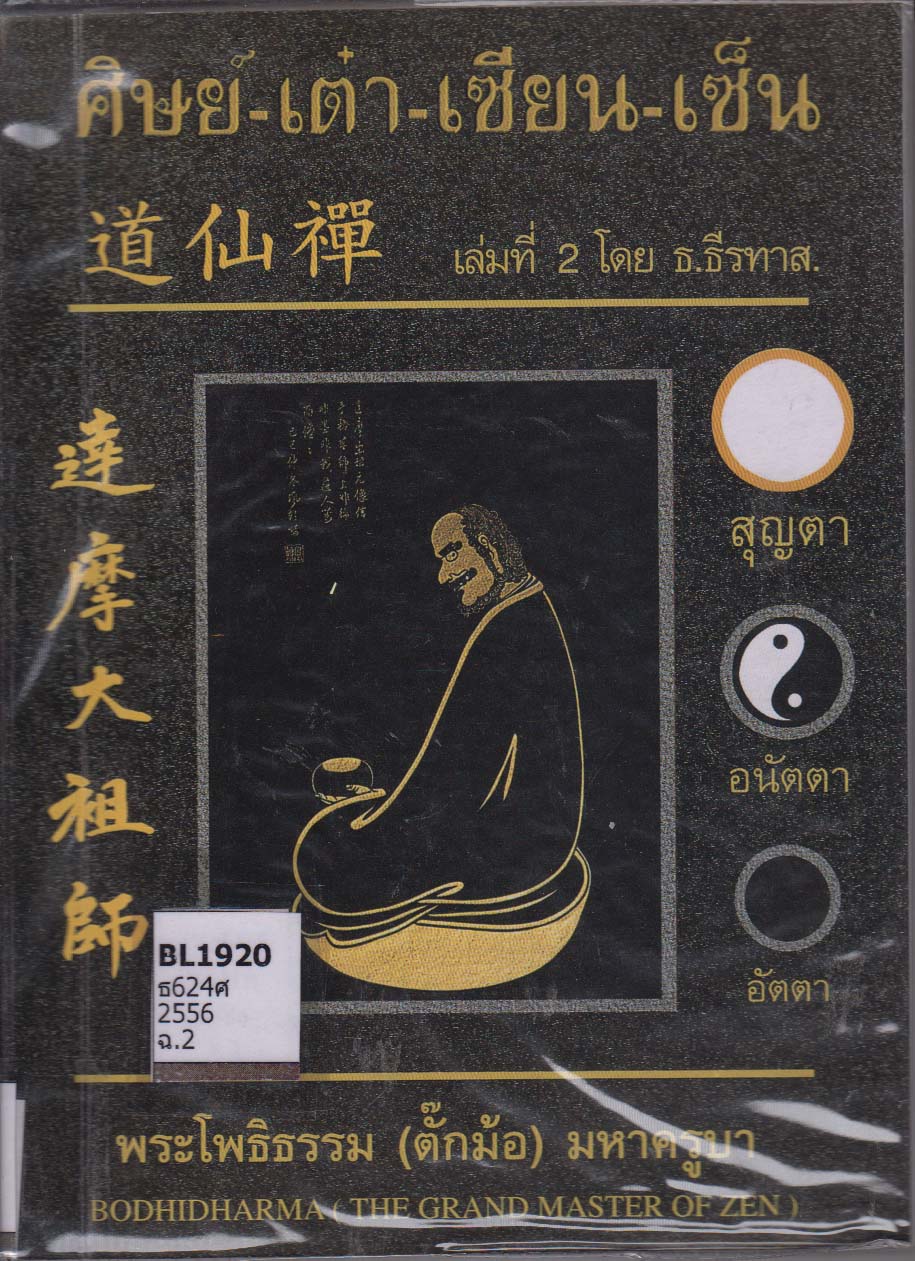 ศิษย์-เต๋า-เซียน-เซ็น
道仙禪
เล่มที่ 2 โดย ธ.ธีรทาส.
達摩大祖師
สุญตา
อนัตตา
อัตตา
BL1920
ธ624ศ
2556
ฉ.2
พระโพธิธรรม (ตั๊กม้อ) มหาครูบา
BODHIDHARMA ( THE GRAND MASTER OF ZEN )